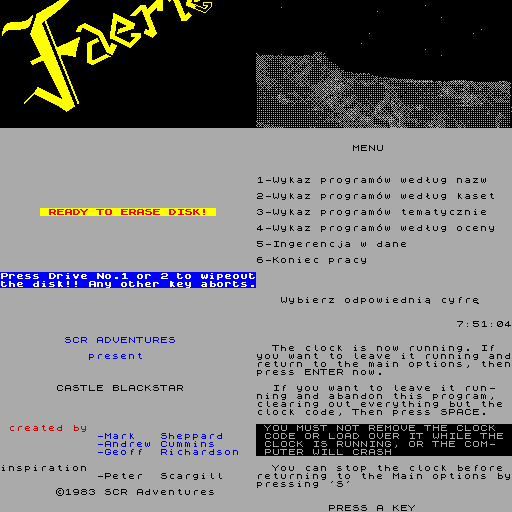 Faerie
MENU
1-Wykaz programów według nazw
2-Wykaz programów według kaset
3-Wykaz programów tematycznie
4-Wykaz programów według oceny
5-Ingerencja w dane
6-Koniec pracy
Wybierz odpowiednią cyfrę
READY TO ERASE DISK!
Press Drive No.1 or 2 to wipeout
the disk!! Any other key aborts.
SCR ADVENTURES
present
CASTLE BLACKSTAR
created by
-Mark Sheppard
-Andrew Cummins
-Geoff Richardson
inspiration
-Peter Scargill
©1983 SCR Adventures
7:51:04
The clock is now running. If
you want to leave it running and
return to the main options, then
press ENTER now.
If you want to leave it run-
ning and abandon this program,
clearing out everything but the
clock code, Then press SPACE.
YOU MUST NOT REMOVE THE CLOCK
CODE OR LOAD OVER IT WHILE THE
CLOCK IS RUNNING, OR THE COM-
PUTER WILL CRASH
You can stop the clock before
returning to the Main options by
pressing 'S'
PRESS A KEY